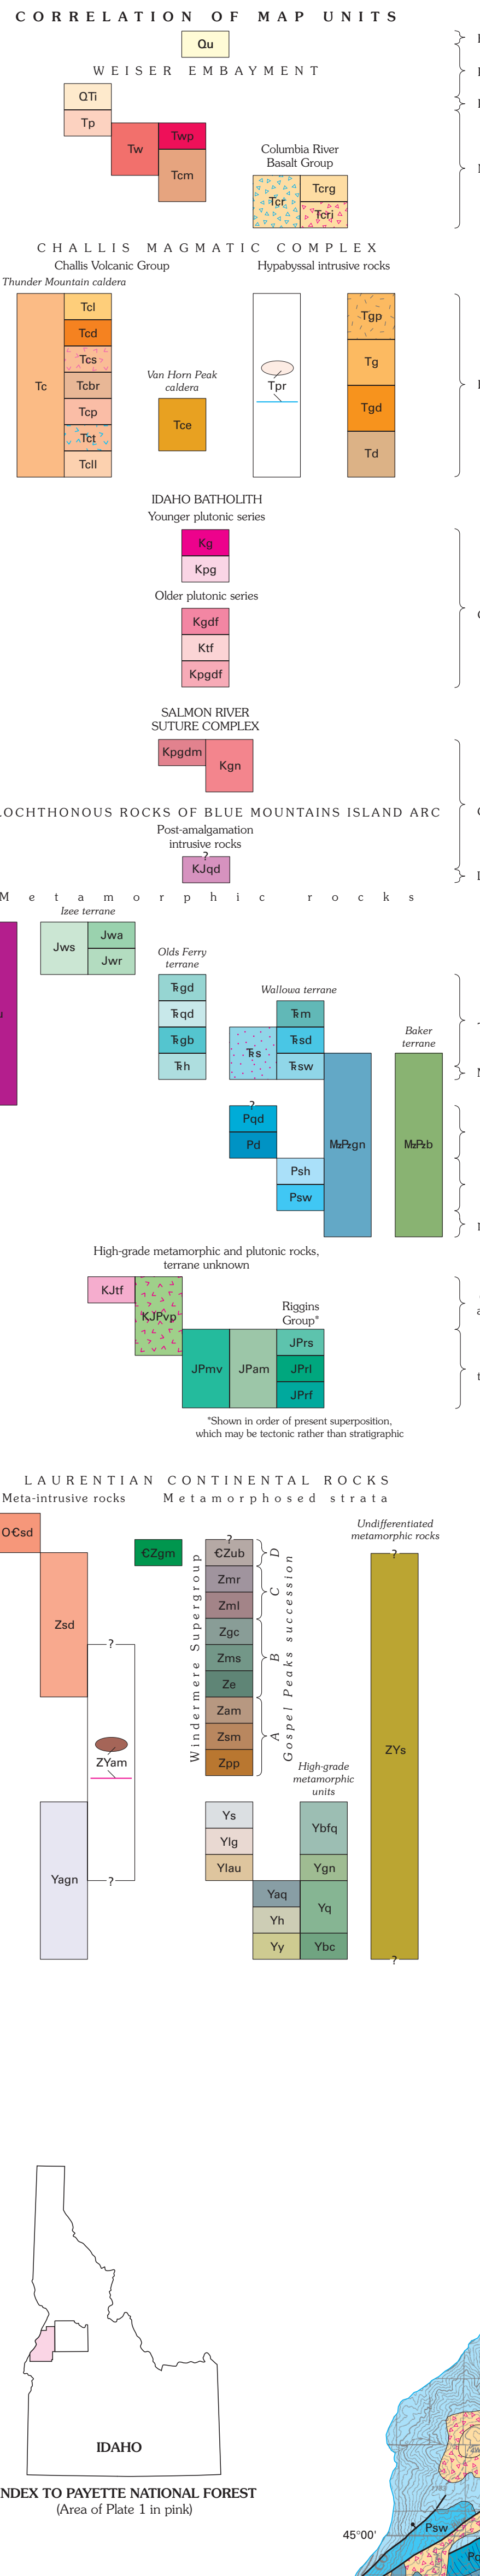 CORRELATION OF MAP UNITS
Qu
WEISER EMBAYMENT
QTi
Tp
Tw
Twp
Tcm
Columbia River
Basalt Group
Tcr
Tcrg
Tcri
CHALLIS MAGMATIC COMPLEX
Challis Volcanic Group
Hypabyssal intrusive rocks
Thunder Mountain caldera
Tc
Tcl
Tcd
Tcs
Tcbr
Tcp
Tct
Tcll
Van Horn Peak
caldera
Tce
Tpr
Tgp
Tg
Tgd
Td
IDAHO BATHOLITH
Younger plutonic series
Kg
Kpg
Older plutonic series
Kgdf
Ktf
Kpgdf
SALMON RIVER
SUTURE COMPLEX
Kpgdm
Kgn
LOCHTHONOUS ROCKS OF BLUE MOUNTAINS ISLAND ARC
Post-amalgamation
intrusive rocks
?
KJqd
Metamorphic rocks
Izee terrane
Jws
Jwa
Jwr
Olds Ferry
terrane
Ŧgd
Ŧqd
Ŧgb
Ŧh
Wallowa terrane
Ŧm
Ŧs
Ŧsd
Ŧsw
Baker
terrane
?
Pqd
Pd
Psh
Psw
MzPzgn
MzPzb
High-grade metamorphic and plutonic rocks,
terrane unknown
KJtf
KJPvp
Riggins
Group*
JPmv
JPam
JPrs
JPrl
JPrf
*Shown in order of present superposition,
which may be tectonic rather than stratigraphic
LAURENTIAN CONTINENTAL ROCKS
Meta-intrusive rocks
Metamorphosed strata
O€sd
Zsd
?
ZYam
?
Yagn
€Zgm
Windermere Supergroup
?
€Zub
Zmr
Zml
Zgc
Zms
Ze
Zam
Zsm
Zpp
D
C
B
A
Gospel Peaks succession
Undifferentiated
metamorphic rocks
?
ZYs
?
High-grade
metamorphic
units
Ys
Ylg
Ylau
Yaq
Yh
Yy
Ybfq
Ygn
Yq
Ybc
IDAHO
NDEX TO PAYETTE NATIONAL FOREST
(Area of Plate 1 in pink)
45°00'
Psw